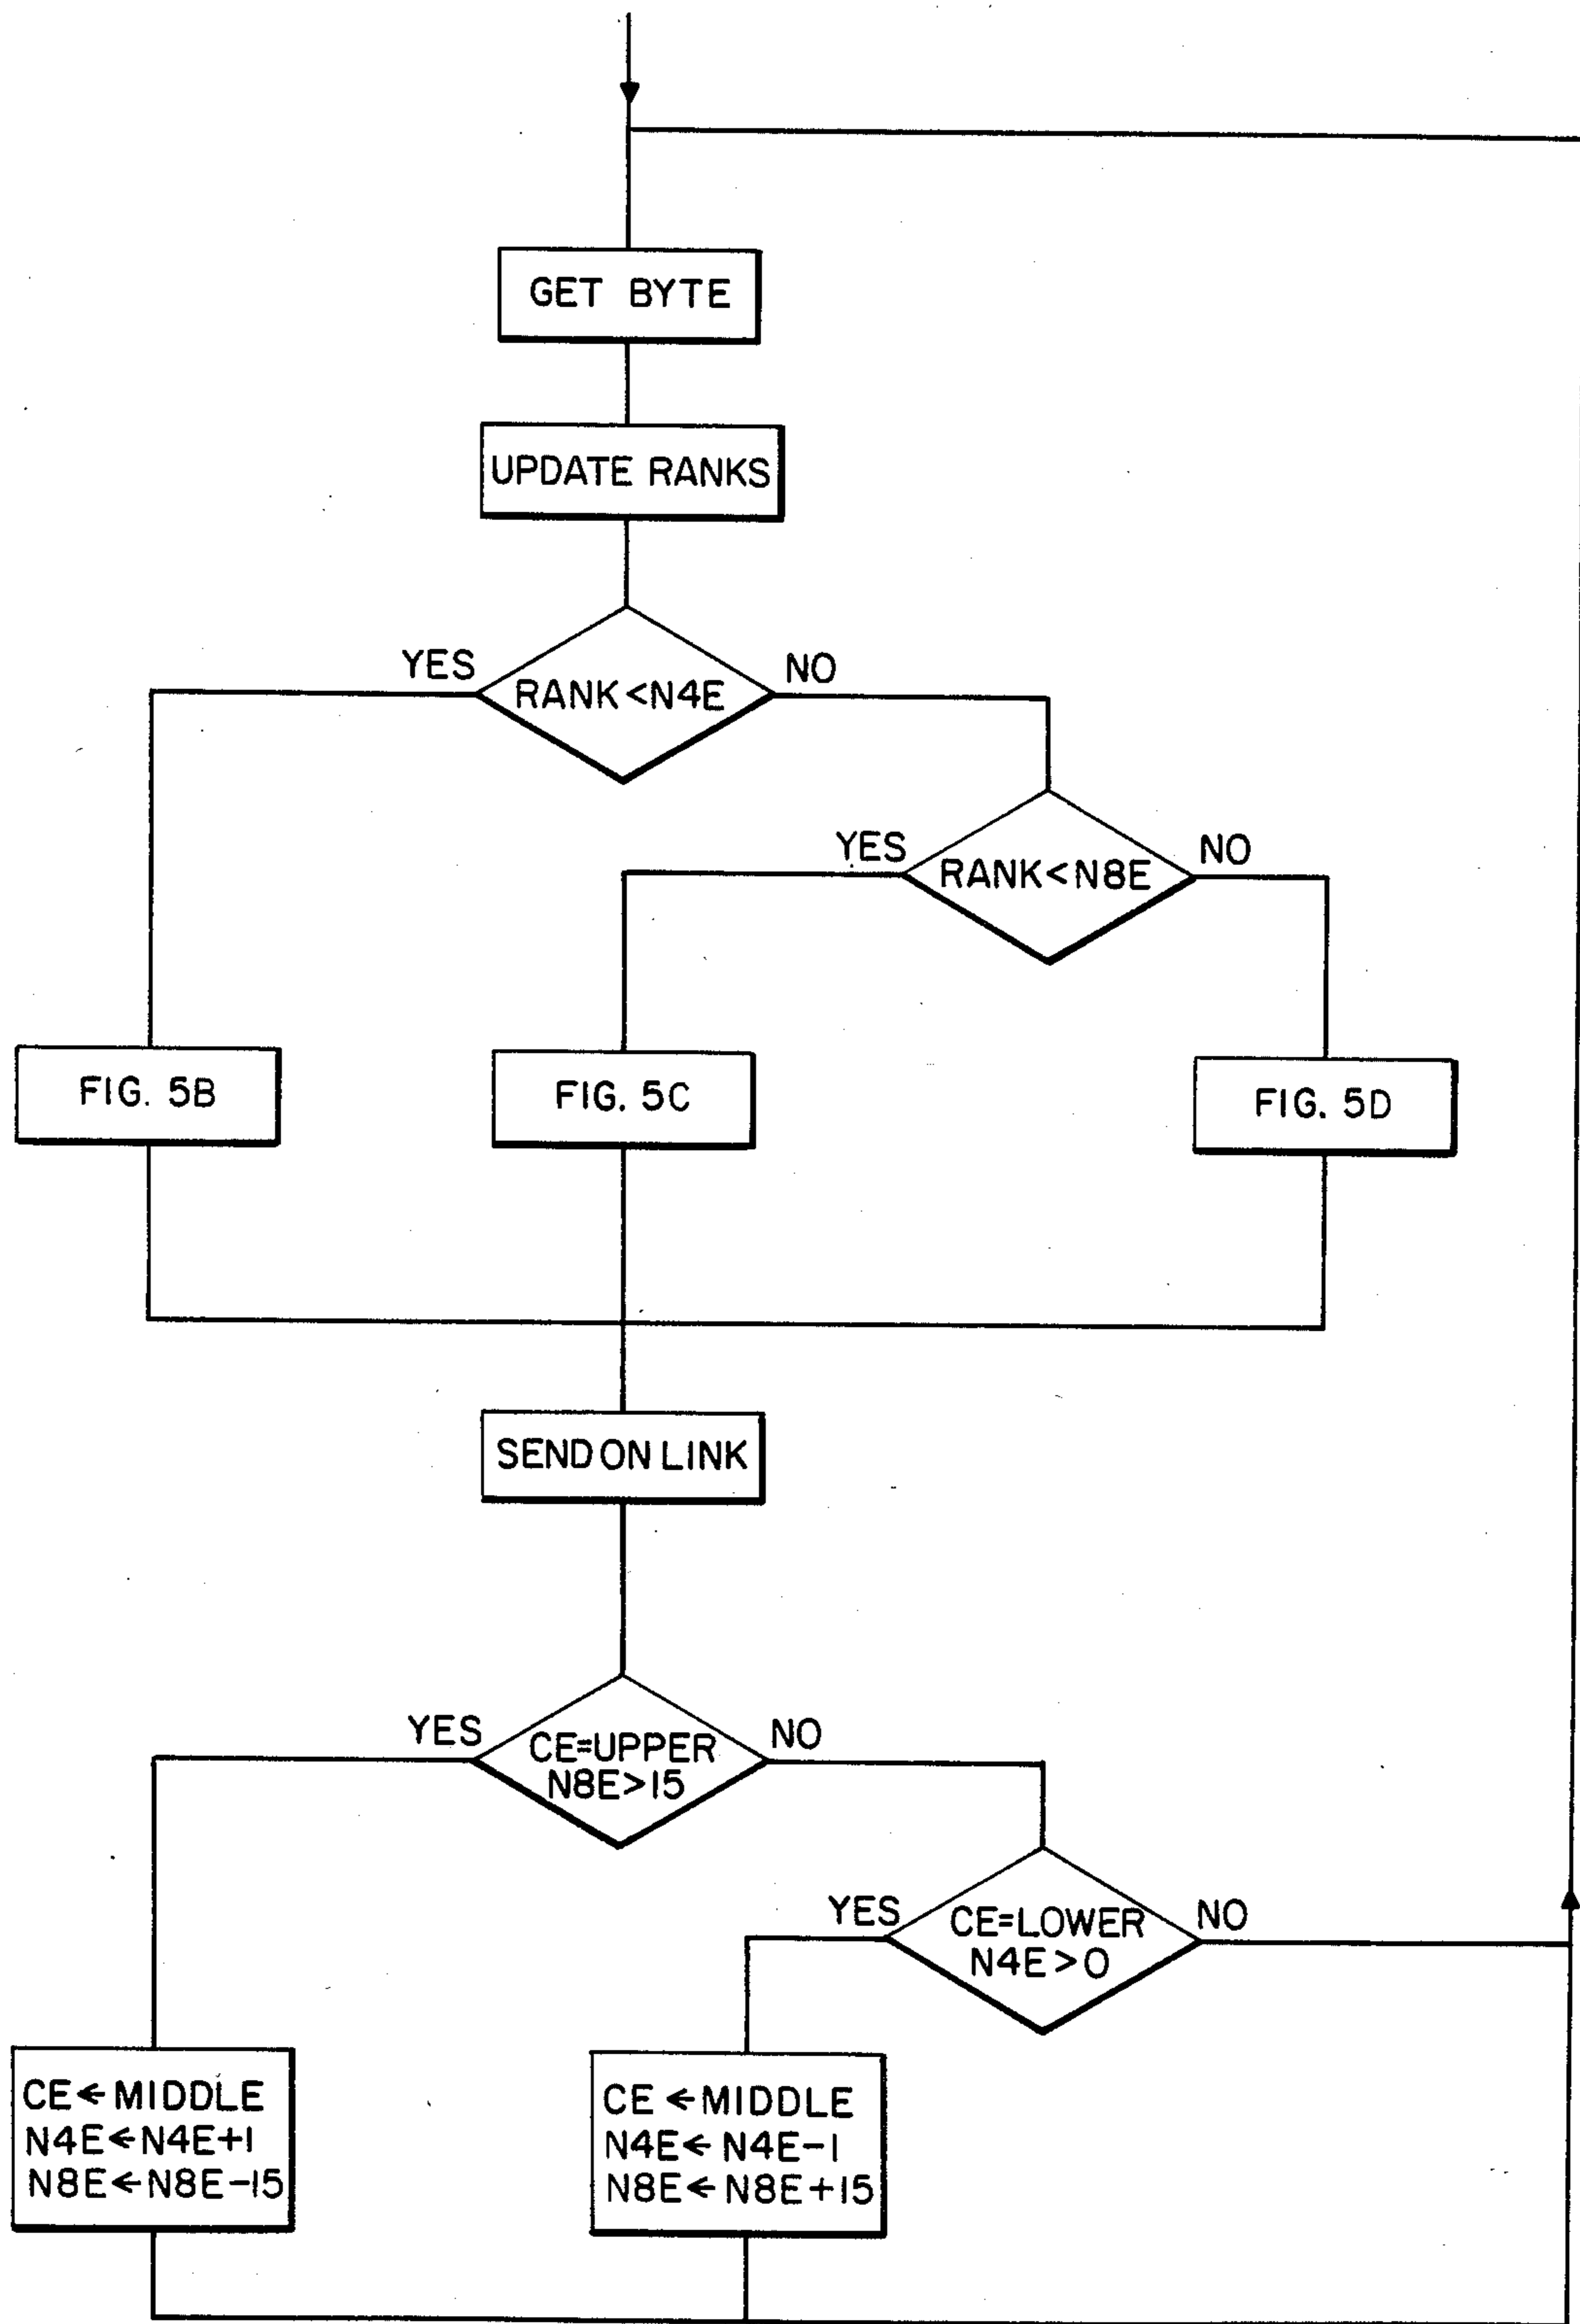 GET BYTE
UPDATE RANKS
YES
NO
RANK<N4E
YES
NO
RANK<N8E
FIG. 5B
FIG. 5C
FIG. 5D
SEND ON LINK
YES
NO
CE=UPPER
N8E>15
YES
NO
CE=LOWER
N4E>0
CE←MIDDLE
N4E←N4E+1
N8E←N8E-15
CE←MIDDLE
N4E←N4E-1
N8E←N8E+15